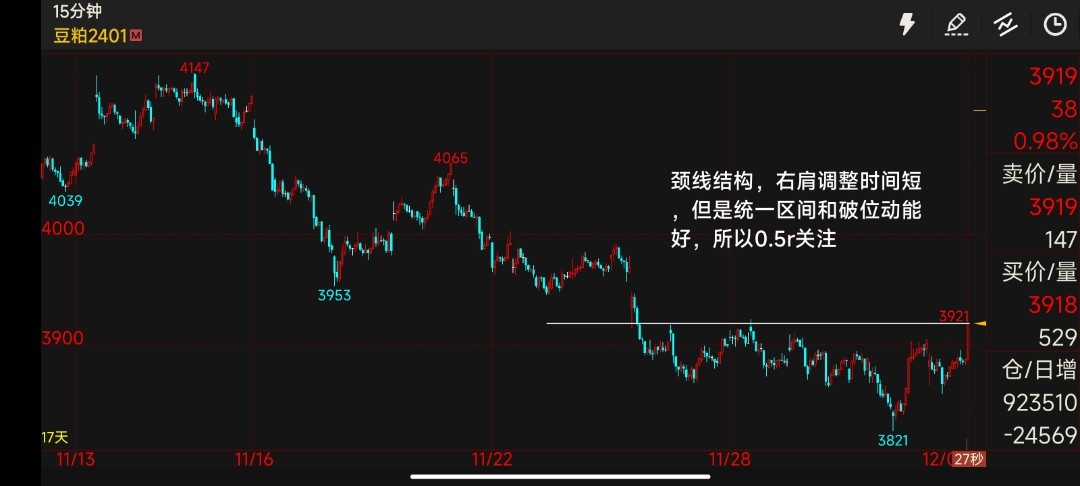 15分钟
豆粕2401M
4147
4065
4039
4000
3953
3921
3900
3821
颈线结构，右肩调整时间短
，但是统一区间和破位动能
好，所以0.5r关注
3919
38
0.98%
卖价/量
3919
147
买价/量
3918
529
仓/日增
923510
-24569
17天
11/13
11/16
11/22
11/28
12/0
27秒